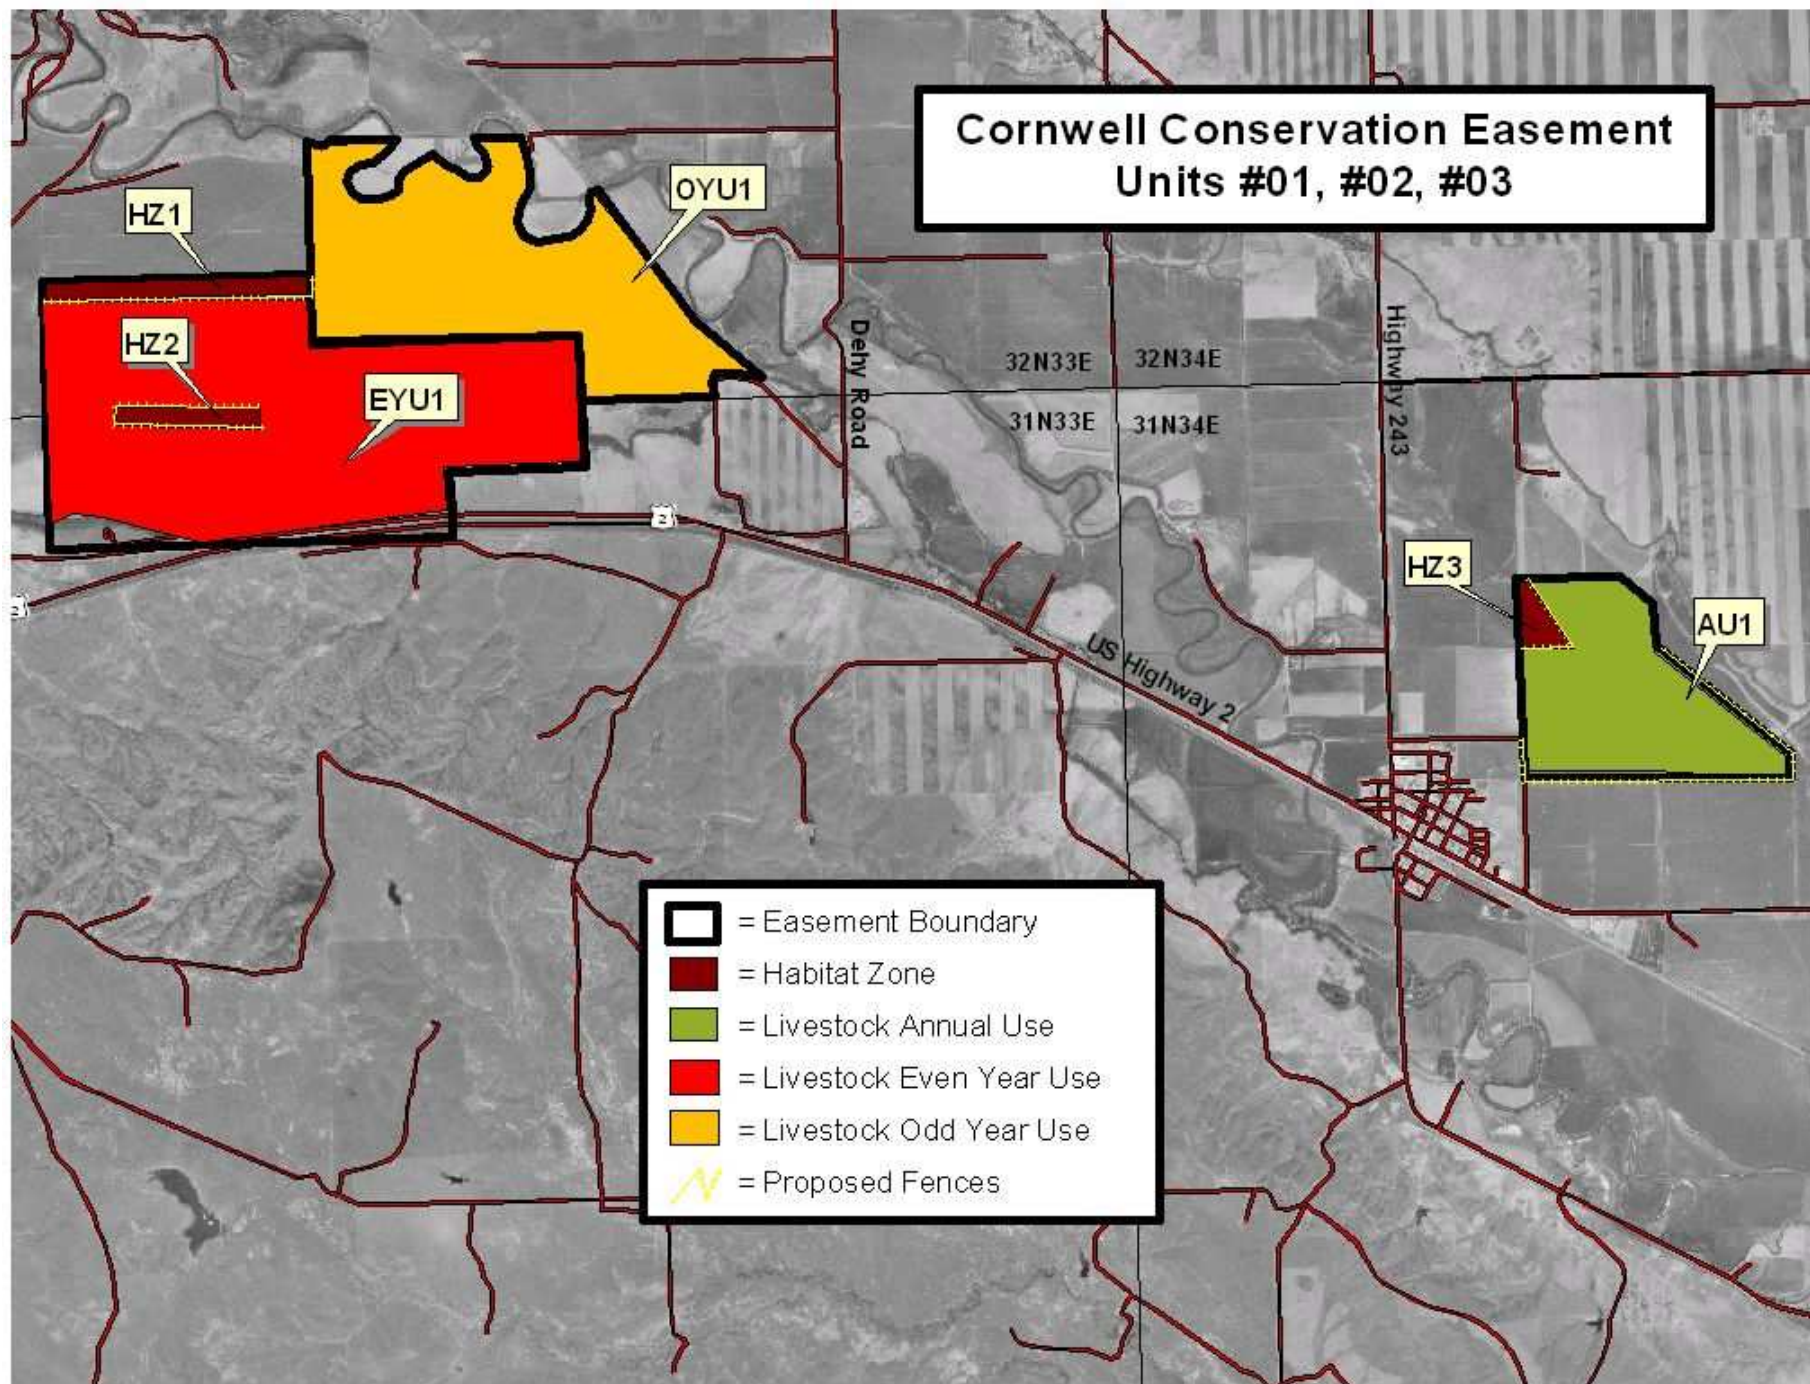 Cornwell Conservation Easement
Units #01, #02, #03
OYU1
HZ1
HZ2
EYU1
Dehy Road
32N33E
32N34E
31N33E
31N34E
Highway 243
2
2
HZ3
AU1
US Highway 2
= Easement Boundary
= Habitat Zone
= Livestock Annual Use
= Livestock Even Year Use
= Livestock Odd Year Use
= Proposed Fences